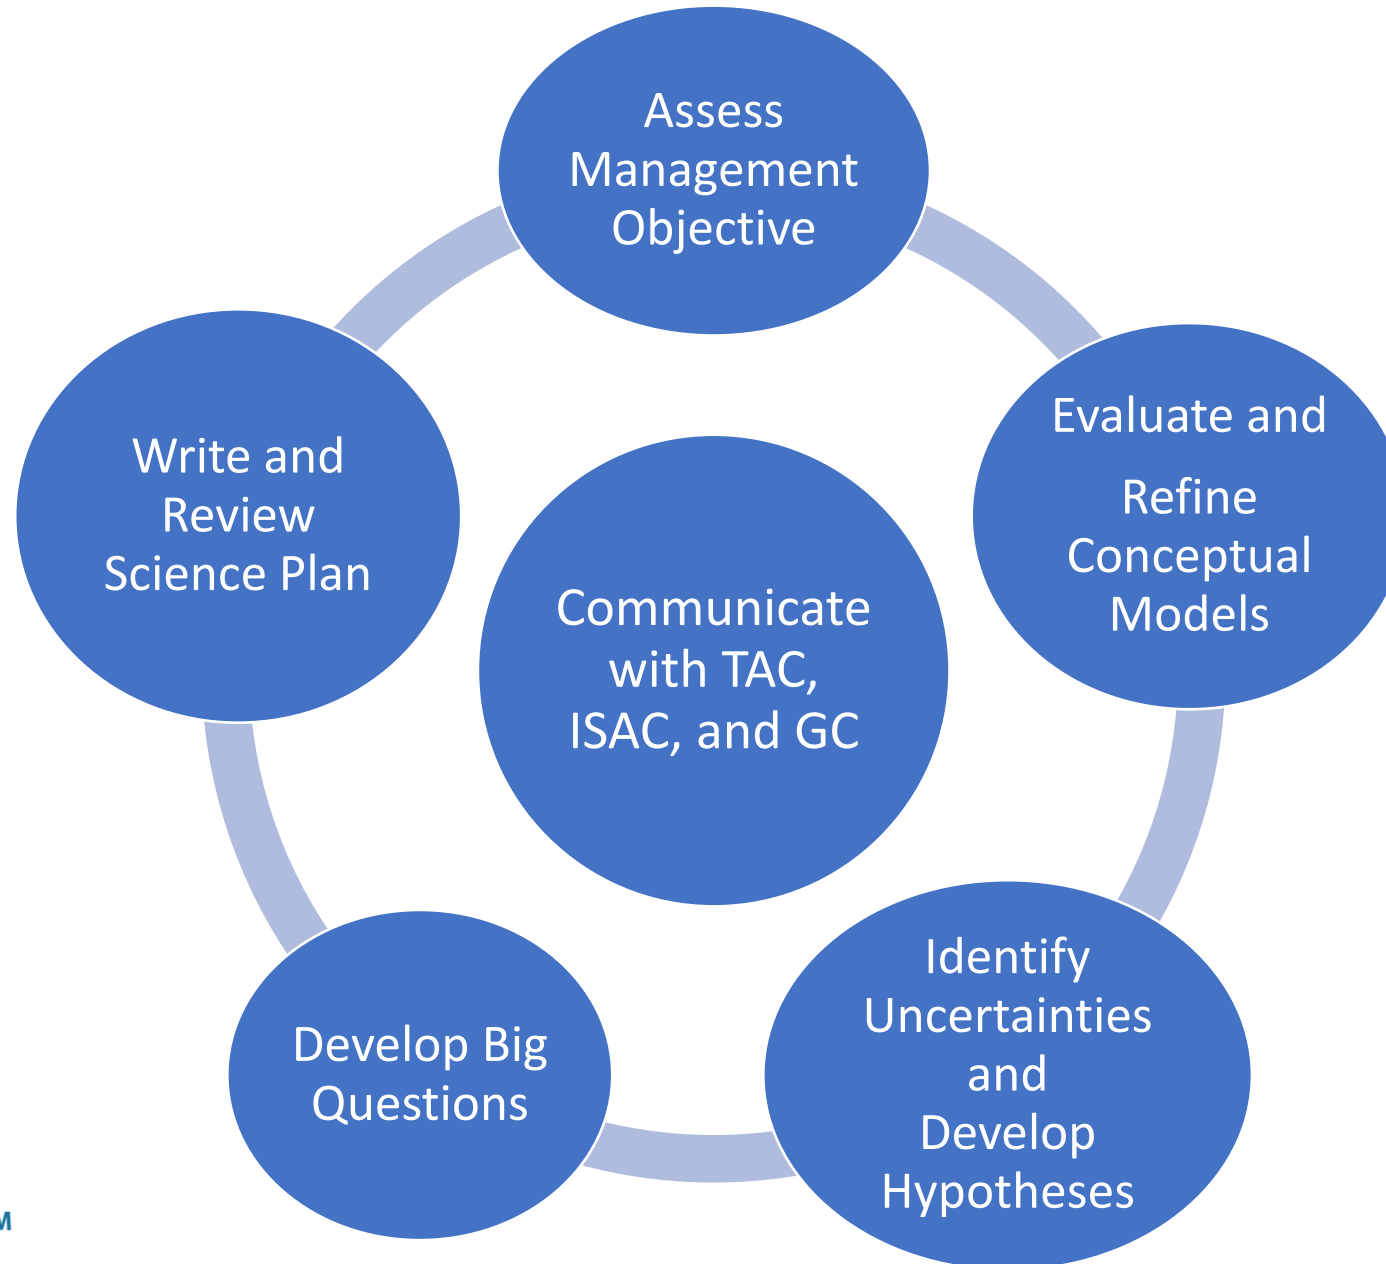 Assess
Management
Objective
Evaluate and
Refine
Conceptual
Models
Identify
Uncertainties
and
Develop
Hypotheses
Develop Big
Questions
Write and
Review
Science Plan
Communicate
with TAC,
ISAC, and GC
M